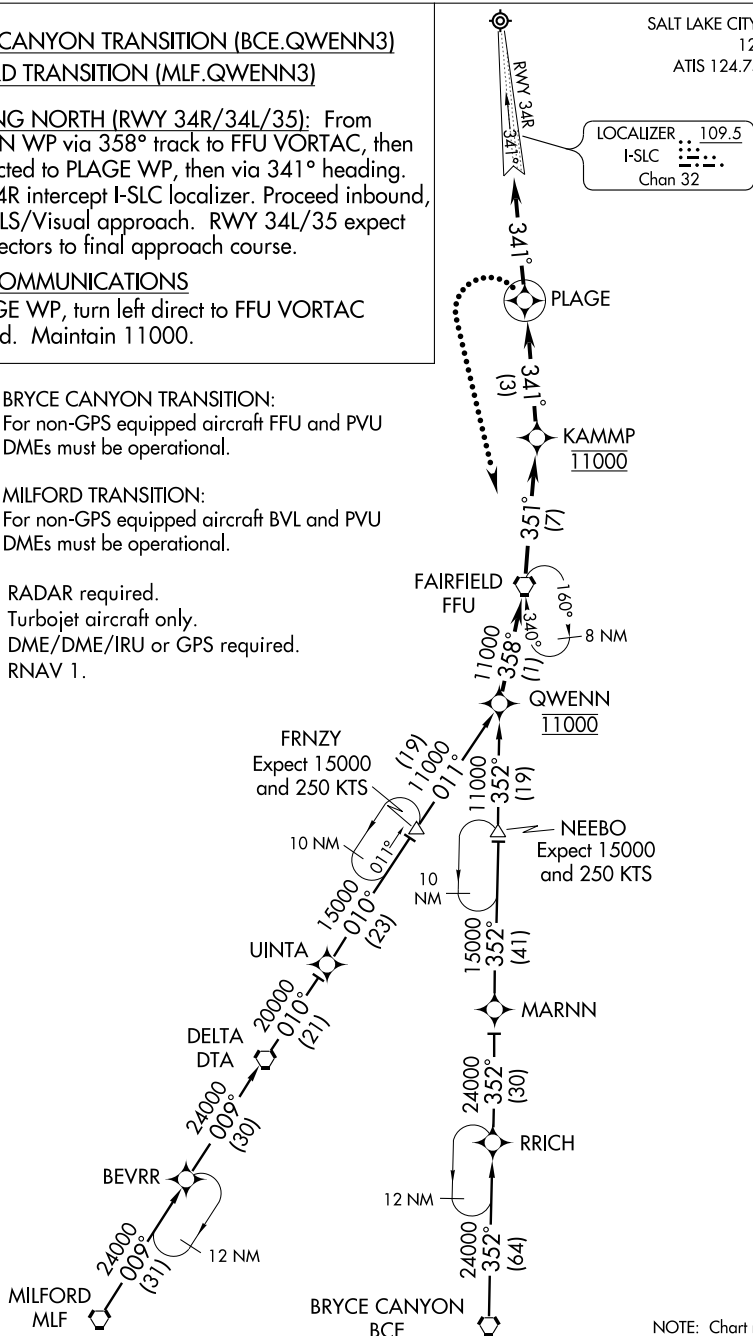 CANYON TRANSITION (BCE.QWENN3)
D TRANSITION (MLF.QWENN3)
NG NORTH (RWY 34R/34L/35): From
N WP via 358° track to FFU VORTAC, then
cted to PLAGE WP, then via 341° heading.
4R intercept I-SLC localizer. Proceed inbound,
LS/Visual approach. RWY 34L/35 expect
ectors to final approach course.
OMMUNICATIONS
GE WP, turn left direct to FFU VORTAC
d. Maintain 11000.
SALT LAKE CITY
12
ATIS 124.7
RWY 34R
341°
LOCALIZER 109.5
I-SLC
Chan 32
341°
PLAGE
341°
(3)
KAMMP
11000
351°
(7)
BRYCE CANYON TRANSITION:
For non-GPS equipped aircraft FFU and PVU
DMEs must be operational.
MILFORD TRANSITION:
For non-GPS equipped aircraft BVL and PVU
DMEs must be operational.
RADAR required.
Turbojet aircraft only.
DME/DME/IRU or GPS required.
RNAV 1.
FAIRFIELD
FFU
160°
340°
8 NM
11000
358°
(1)
QWENN
11000
FRNZY
Expect 15000
and 250 KTS
(19)
11000
011°
11000
352°
(19)
10 NM
011°
NEEBO
Expect 15000
and 250 KTS
10
NM
15000
010°
(23)
15000
352°
(41)
UINTA
MARNN
20000
010°
(21)
DELTA
DTA
24000
352°
(30)
24000
009°
(30)
RRICH
BEVRR
12 NM
12 NM
24000
009°
(31)
24000
352°
(64)
MILFORD
MLF
BRYCE CANYON
BCE
NOTE: Chart